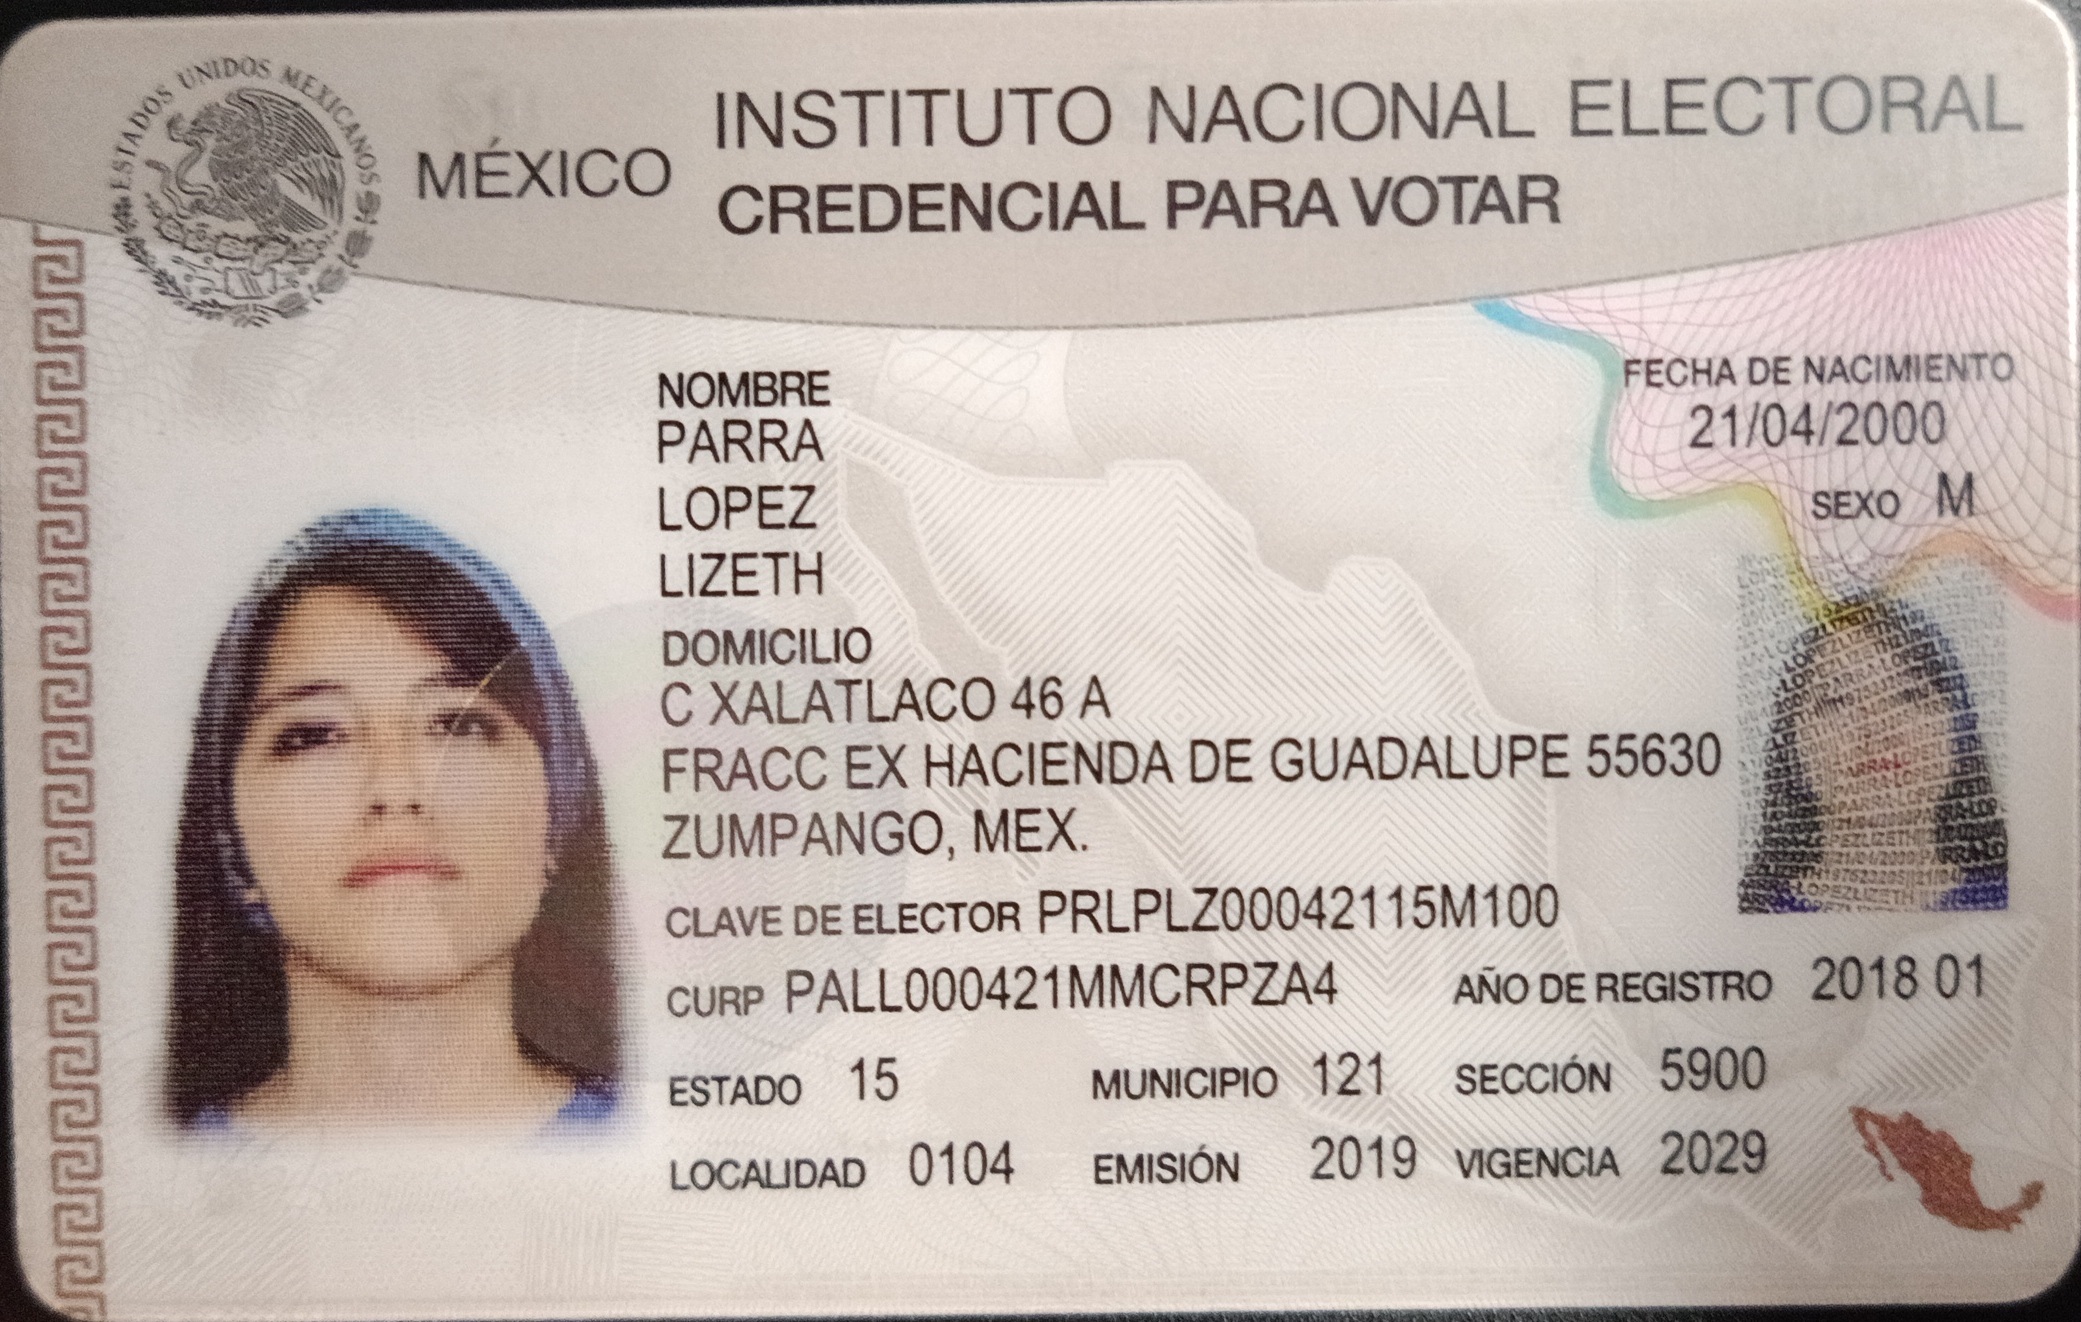 ESTADOS UNIDOS MEXICANOS
MÉXICO
INSTITUTO NACIONAL ELECTORAL
CREDENCIAL PARA VOTAR
NOMBRE
PARRA
LOPEZ
LIZETH
FECHA DE NACIMIENTO
21/04/2000
SEXO M
DOMICILIO
C XALATLACO 46 A
FRACC EX HACIENDA DE GUADALUPE 55630
ZUMPANGO, MEX.
CLAVE DE ELECTOR PRLPLZ00042115M100
CURP PALL000421MMCRPZA4 AÑO DE REGISTRO 2018 01
ESTADO 15 MUNICIPIO 121 SECCIÓN 5900
LOCALIDAD 0104 EMISIÓN 2019 VIGENCIA 2029